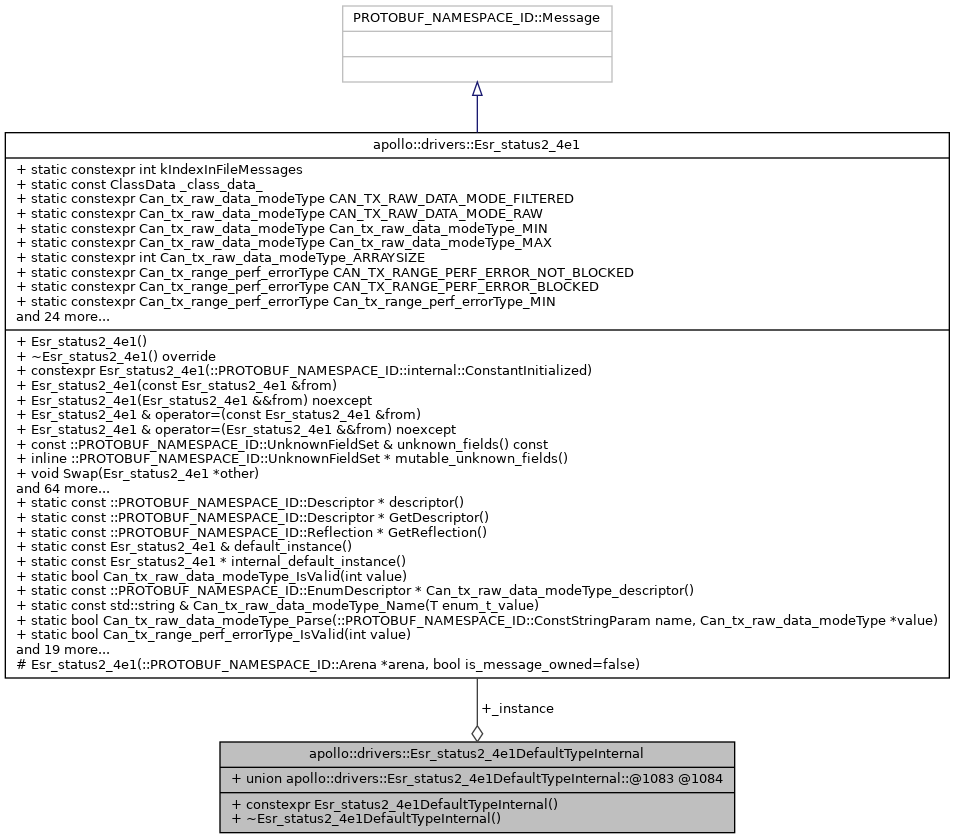 PROTOBUF_NAMESPACE_ID::Message
apollo::drivers::Esr_status2_4e1
+ static constexpr int kIndexInFileMessages
+ static const ClassData _class_data_
+ static constexpr Can_tx_raw_data_modeType CAN_TX_RAW_DATA_MODE_FILTERED
+ static constexpr Can_tx_raw_data_modeType CAN_TX_RAW_DATA_MODE_RAW
+ static constexpr Can_tx_raw_data_modeType Can_tx_raw_data_modeType_MIN
+ static constexpr Can_tx_raw_data_modeType Can_tx_raw_data_modeType_MAX
+ static constexpr int Can_tx_raw_data_modeType_ARRAYSIZE
+ static constexpr Can_tx_range_perf_errorType CAN_TX_RANGE_PERF_ERROR_NOT_BLOCKED
+ static constexpr Can_tx_range_perf_errorType CAN_TX_RANGE_PERF_ERROR_BLOCKED
+ static constexpr Can_tx_range_perf_errorType Can_tx_range_perf_errorType_MIN
and 24 more...
+ Esr_status2_4e1()
+ ~Esr_status2_4e1() override
+ constexpr Esr_status2_4e1(::PROTOBUF_NAMESPACE_ID::internal::ConstantInitialized)
+ Esr_status2_4e1(const Esr_status2_4e1 &from)
+ Esr_status2_4e1(Esr_status2_4e1 &&from) noexcept
+ Esr_status2_4e1 & operator=(const Esr_status2_4e1 &from)
+ Esr_status2_4e1 & operator=(Esr_status2_4e1 &&from) noexcept
+ const ::PROTOBUF_NAMESPACE_ID::UnknownFieldSet & unknown_fields() const
+ inline ::PROTOBUF_NAMESPACE_ID::UnknownFieldSet * mutable_unknown_fields()
+ void Swap(Esr_status2_4e1 *other)
and 64 more...
+ static const ::PROTOBUF_NAMESPACE_ID::Descriptor * descriptor()
+ static const ::PROTOBUF_NAMESPACE_ID::Descriptor * GetDescriptor()
+ static const ::PROTOBUF_NAMESPACE_ID::Reflection * GetReflection()
+ static const Esr_status2_4e1 & default_instance()
+ static const Esr_status2_4e1 * internal_default_instance()
+ static bool Can_tx_raw_data_modeType_IsValid(int value)
+ static const ::PROTOBUF_NAMESPACE_ID::EnumDescriptor * Can_tx_raw_data_modeType_descriptor()
+ static const std::string & Can_tx_raw_data_modeType_Name(T enum_t_value)
+ static bool Can_tx_raw_data_modeType_Parse(::PROTOBUF_NAMESPACE_ID::ConstStringParam name, Can_tx_raw_data_modeType *value)
+ static bool Can_tx_range_perf_errorType_IsValid(int value)
and 19 more...
# Esr_status2_4e1(::PROTOBUF_NAMESPACE_ID::Arena *arena, bool is_message_owned=false)
+_instance
apollo::drivers::Esr_status2_4e1DefaultTypeInternal
+ union apollo::drivers::Esr_status2_4e1DefaultTypeInternal::@1083 @1084
+ constexpr Esr_status2_4e1DefaultTypeInternal()
+ ~Esr_status2_4e1DefaultTypeInternal()